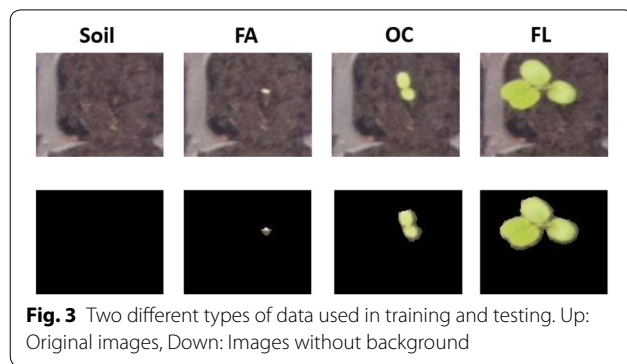 Soil FA OC FL
Fig. 3 Two different types of data used in training and testing. Up:
Original images, Down: Images without background